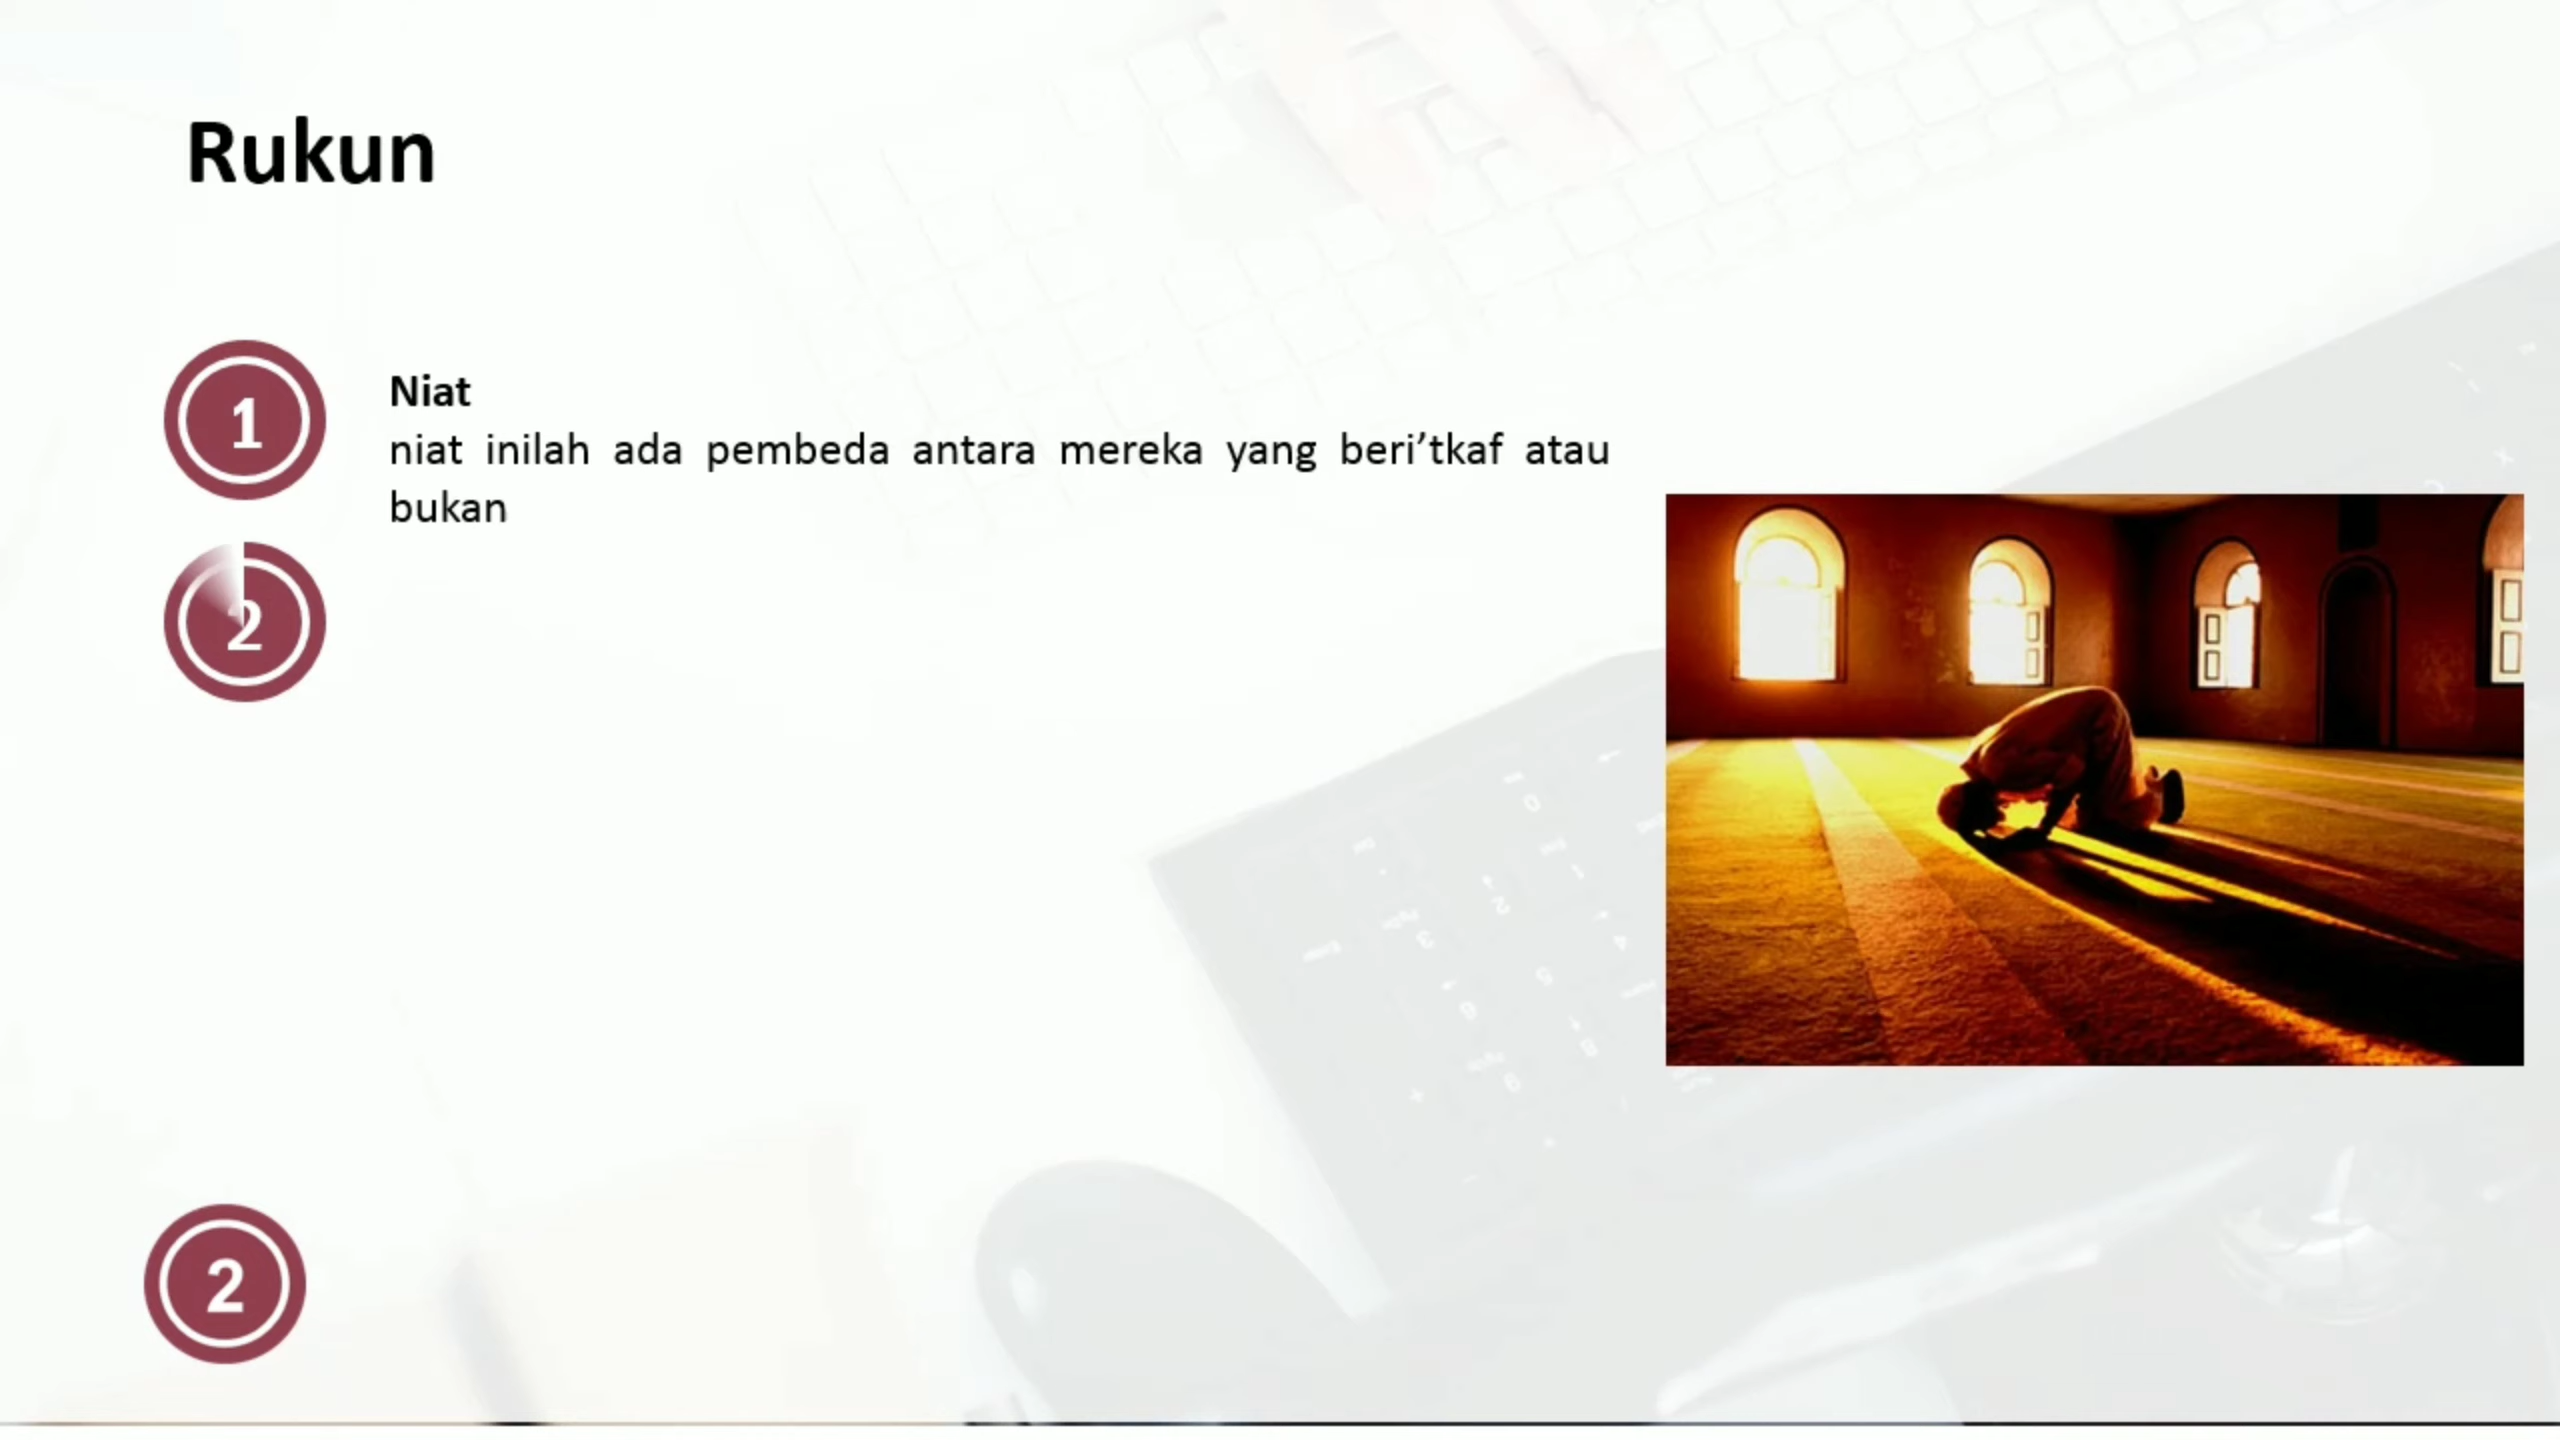 Rukun
1
Niat
niat inilah ada pembeda antara mereka yang beri’tkaf atau
bukan
2
2